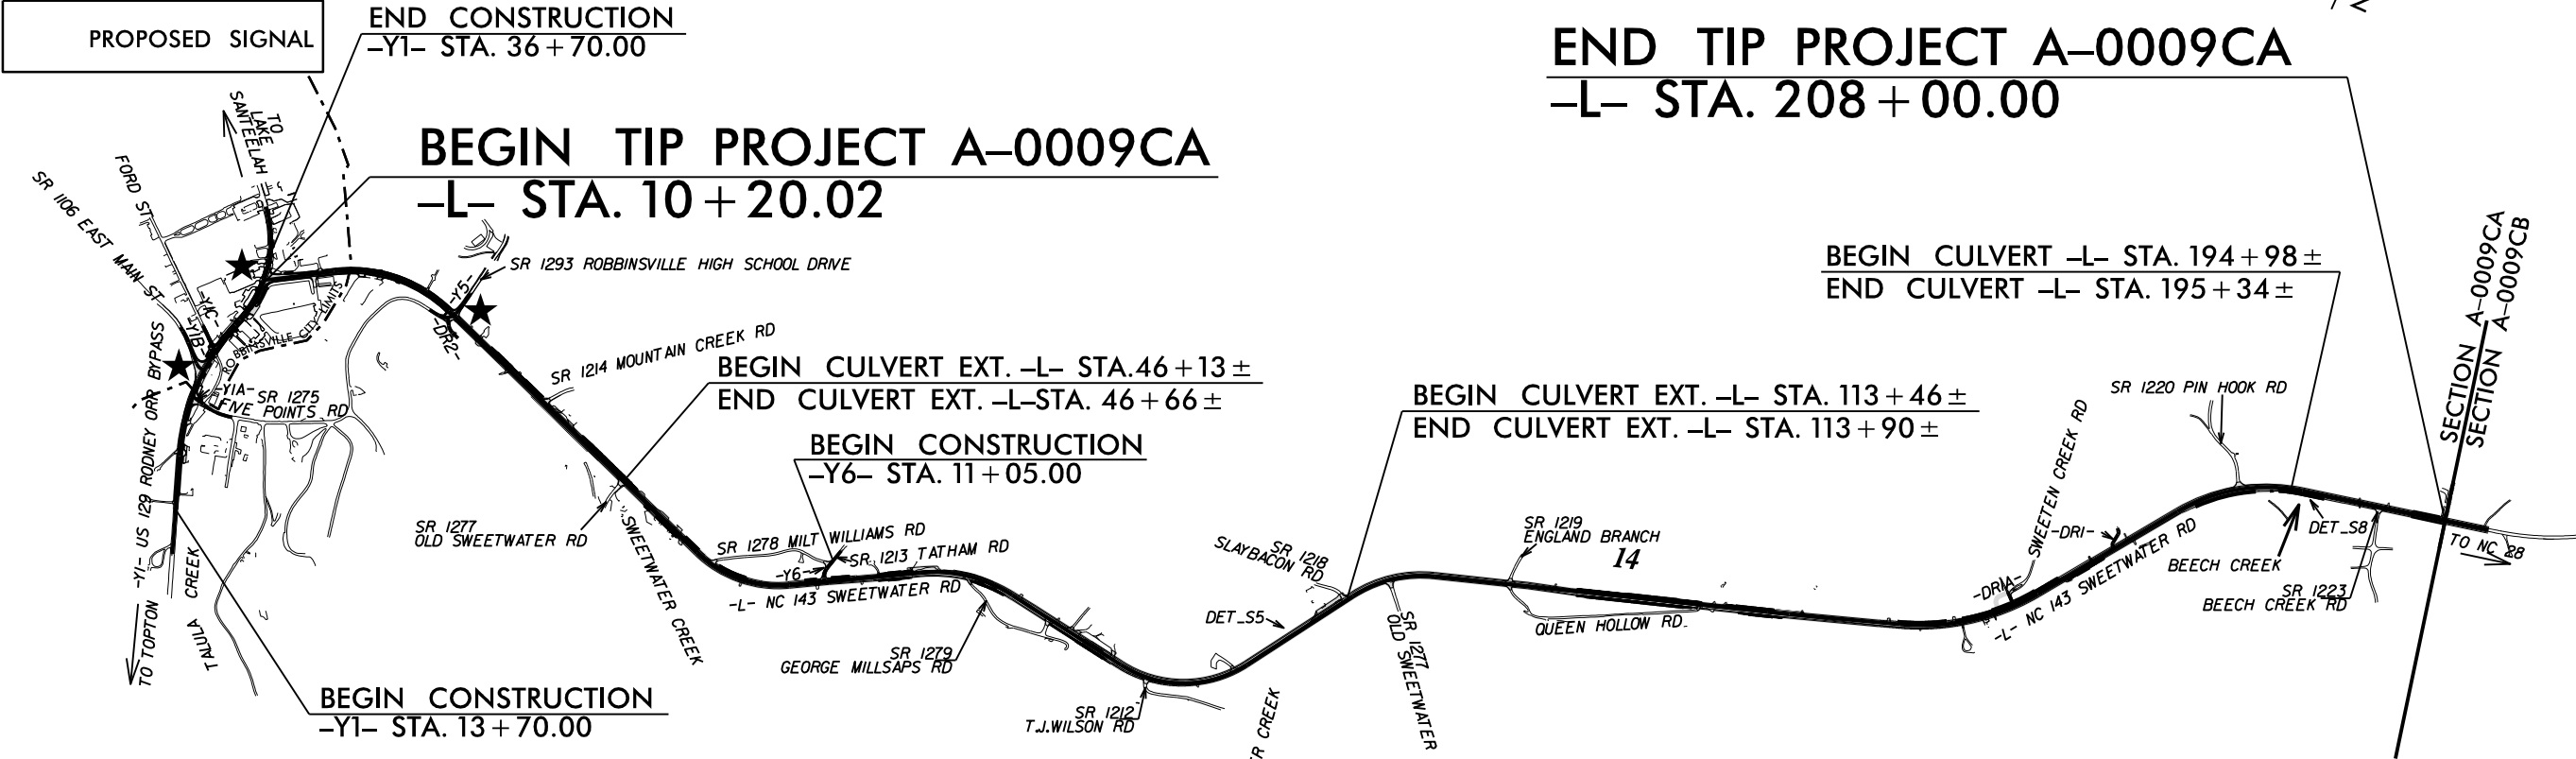 PROPOSED SIGNAL
END CONSTRUCTION
–Y1– STA. 36+70.00
BEGIN TIP PROJECT A–0009CA
–L– STA. 10+20.02
END TIP PROJECT A–0009CA
–L– STA. 208+00.00
TO
LAKE
SANTEELAH
FORD ST
SR 1106 EAST MAIN ST
SR 1293 ROBBINSVILLE HIGH SCHOOL DRIVE
–Y5–
–DR2–
–Y1C–
–Y1B–
ROBBINSVILLE CITY LIMITS
–Y1A–
SR 1275
FIVE POINTS RD
SR 1214 MOUNTAIN CREEK RD
BEGIN CULVERT –L– STA. 194+98±
END CULVERT –L– STA. 195+34±
SECTION A–0009CA
SECTION A–0009CB
BEGIN CULVERT EXT. –L– STA.46+13±
END CULVERT EXT. –L–STA. 46+66±
BEGIN CONSTRUCTION
–Y6– STA. 11+05.00
BEGIN CULVERT EXT. –L– STA. 113+46±
END CULVERT EXT. –L– STA. 113+90±
SR 1220 PIN HOOK RD
SWEETEN CREEK RD
SR 1277
OLD SWEETWATER RD
SWEETWATER CREEK
SR 1278 MILT WILLIAMS RD
SR 1213 TATHAM RD
–Y6–
–L– NC 143 SWEETWATER RD
SR 1279
GEORGE MILLSAPS RD
SR 1212
T.J.WILSON RD
DET_S5
SR 1218
SLAYBACON RD
SR 1277
OLD SWEETWATER
ER CREEK
SR 1219
ENGLAND BRANCH
14
QUEEN HOLLOW RD.
–DR1A–
–DR1–
–L– NC 143 SWEETWATER RD
BEECH CREEK
DET_S8
SR 1223
BEECH CREEK RD
TO NC 28
TO TOPTON –Y1– US 129 RODNEY ORR BYPASS
TALULA CREEK
BEGIN CONSTRUCTION
–Y1– STA. 13+70.00